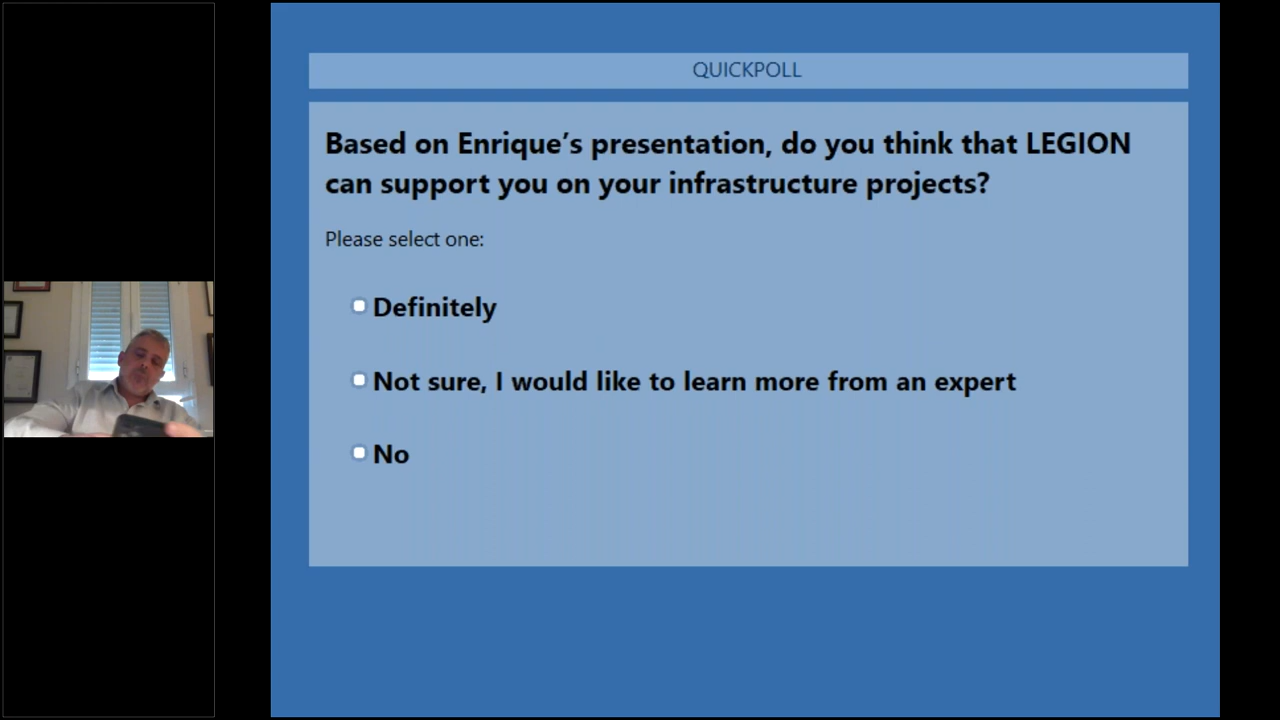 QUICKPOLL
Based on Enrique’s presentation, do you think that LEGION
can support you on your infrastructure projects?
Please select one:
Definitely
Not sure, I would like to learn more from an expert
No